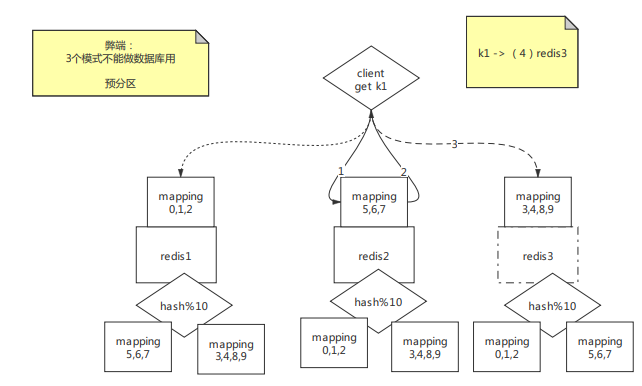 弊端：
3个模式不能做数据库用
预分区
k1 -> （4）redis3
client
get k1
1
2
3
mapping
0,1,2
mapping
5,6,7
mapping
3,4,8,9
redis1
redis2
redis3
hash%10
hash%10
hash%10
mapping
5,6,7
mapping
3,4,8,9
mapping
0,1,2
mapping
3,4,8,9
mapping
0,1,2
mapping
5,6,7